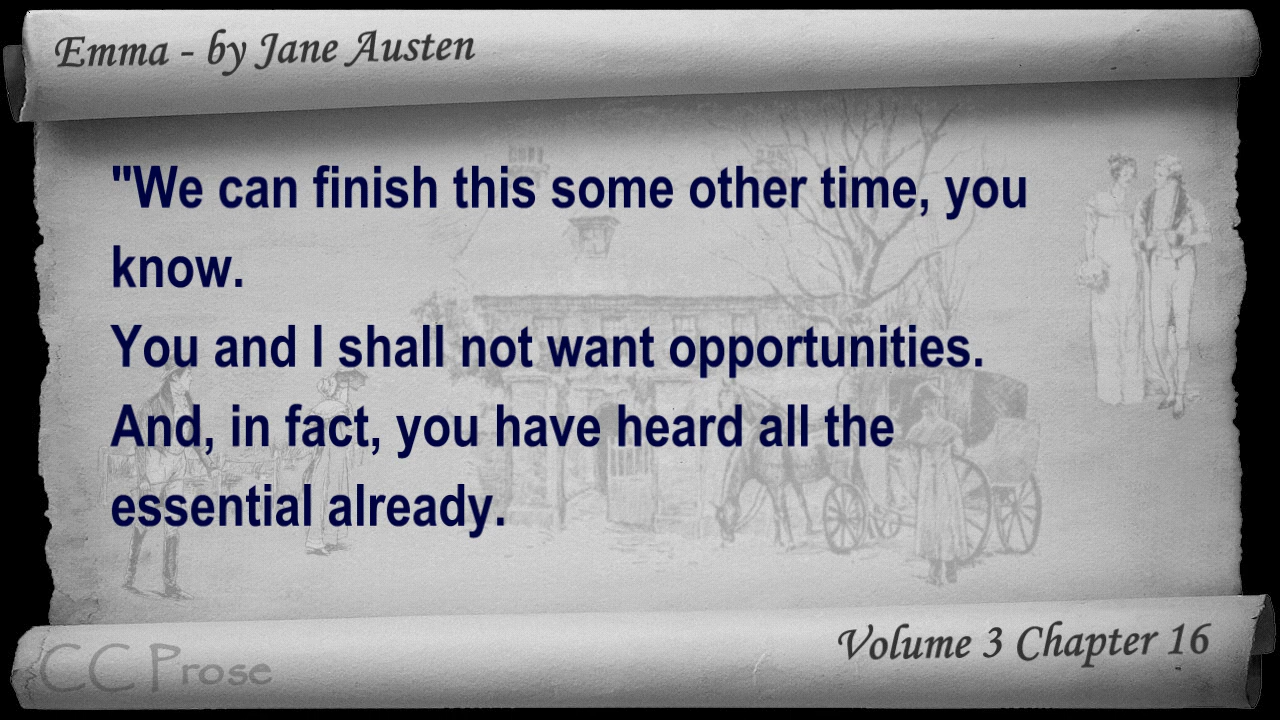 Emma - by Jane Austen
"We can finish this some other time, you
know.
You and I shall not want opportunities.
And, in fact, you have heard all the
essential already.
Volume 3 Chapter 16
CC Prose